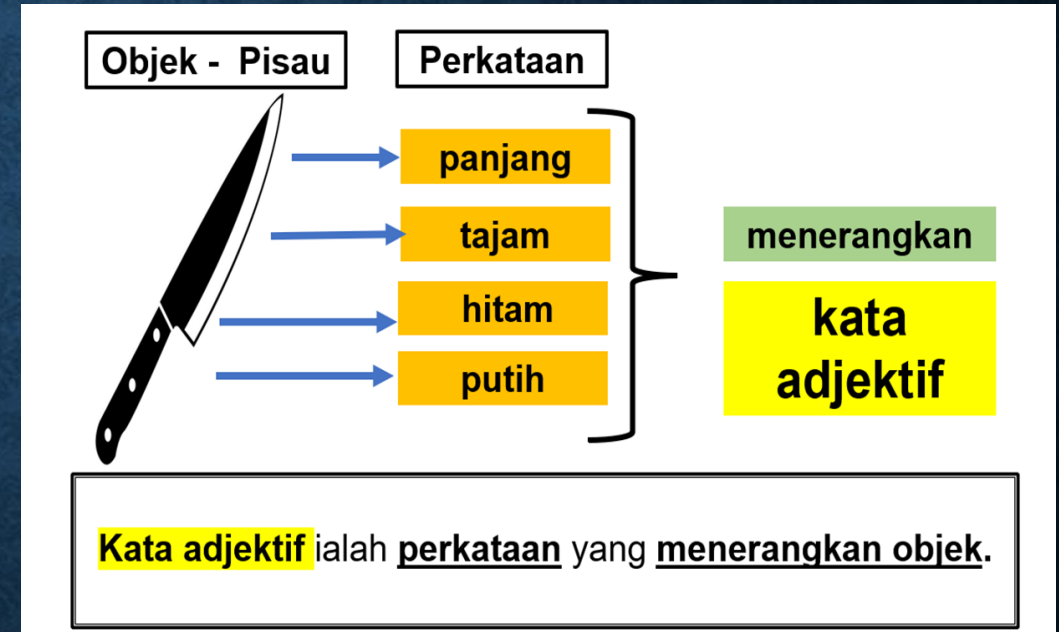 Objek - Pisau
Perkataan
panjang
tajam
hitam
putih
menerangkan
kata
adjektif
Kata adjektif ialah perkataan yang menerangkan objek.